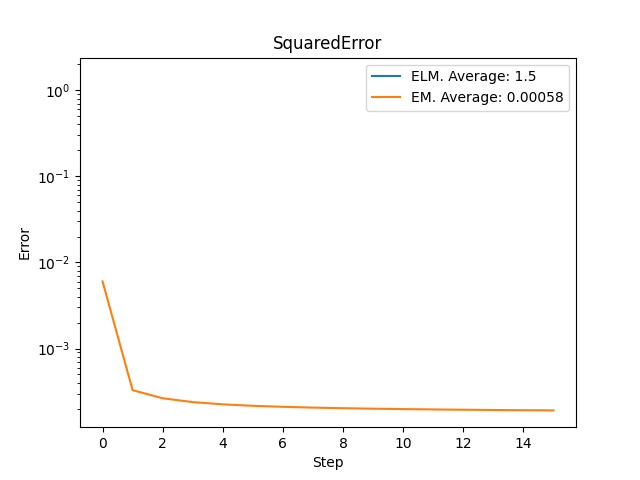 SquaredError
ELM. Average: 1.5
EM. Average: 0.00058
10⁰
10⁻¹
10⁻²
10⁻³
Error
0 2 4 6 8 10 12 14
Step